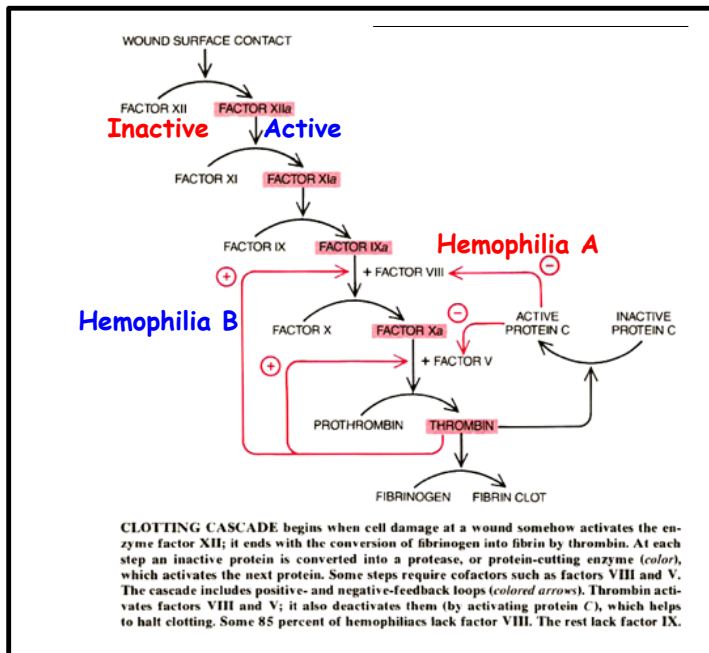 WOUND SURFACE CONTACT
FACTOR XII FACTOR XIIa
Inactive Active
FACTOR XI FACTOR XIa
FACTOR IX FACTOR IXa
Hemophilia A
+ + FACTOR VIII −
Hemophilia B
FACTOR X FACTOR Xa − ACTIVE PROTEIN C INACTIVE PROTEIN C
+ + FACTOR V
PROTHROMBIN THROMBIN
FIBRINOGEN FIBRIN CLOT
CLOTTING CASCADE begins when cell damage at a wound somehow activates the en-
zyme factor XII; it ends with the conversion of fibrinogen into fibrin by thrombin. At each
step an inactive protein is converted into a protease, or protein-cutting enzyme (color),
which activates the next protein. Some steps require cofactors such as factors VIII and V.
The cascade includes positive- and negative-feedback loops (colored arrows). Thrombin acti-
vates factors VIII and V; it also deactivates them (by activating protein C), which helps
to halt clotting. Some 85 percent of hemophiliacs lack factor VIII. The rest lack factor IX.